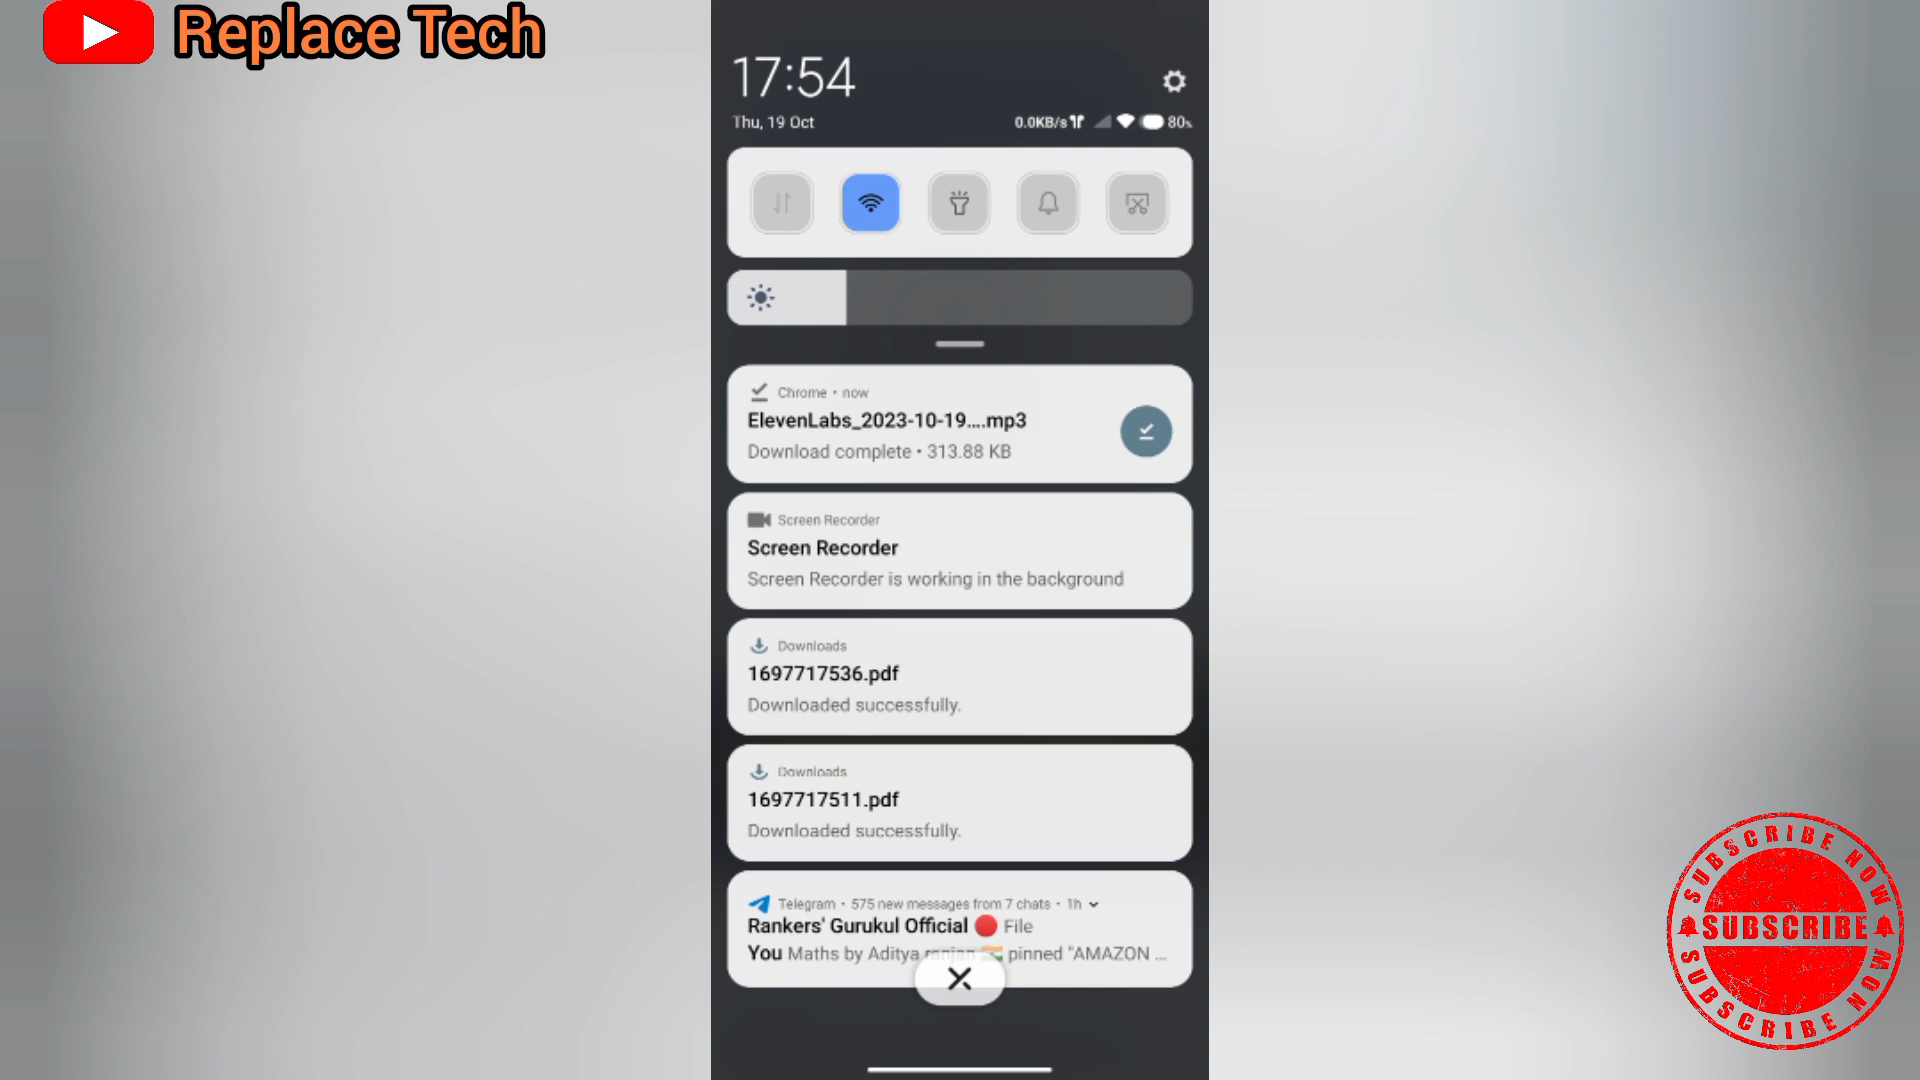 Replace Tech
17:54
Thu, 19 Oct
0.0KB/s 80%
Chrome • now
ElevenLabs_2023-10-19....mp3
Download complete • 313.88 KB
Screen Recorder
Screen Recorder
Screen Recorder is working in the background
Downloads
1697717536.pdf
Downloaded successfully.
Downloads
1697717511.pdf
Downloaded successfully.
Telegram • 575 new messages from 7 chats • 1h
Rankers' Gurukul Official 🔴 File
You Maths by Aditya ranjan 🇮🇳 pinned "AMAZON ...
SUBSCRIBE NOW
SUBSCRIBE
SUBSCRIBE NOW